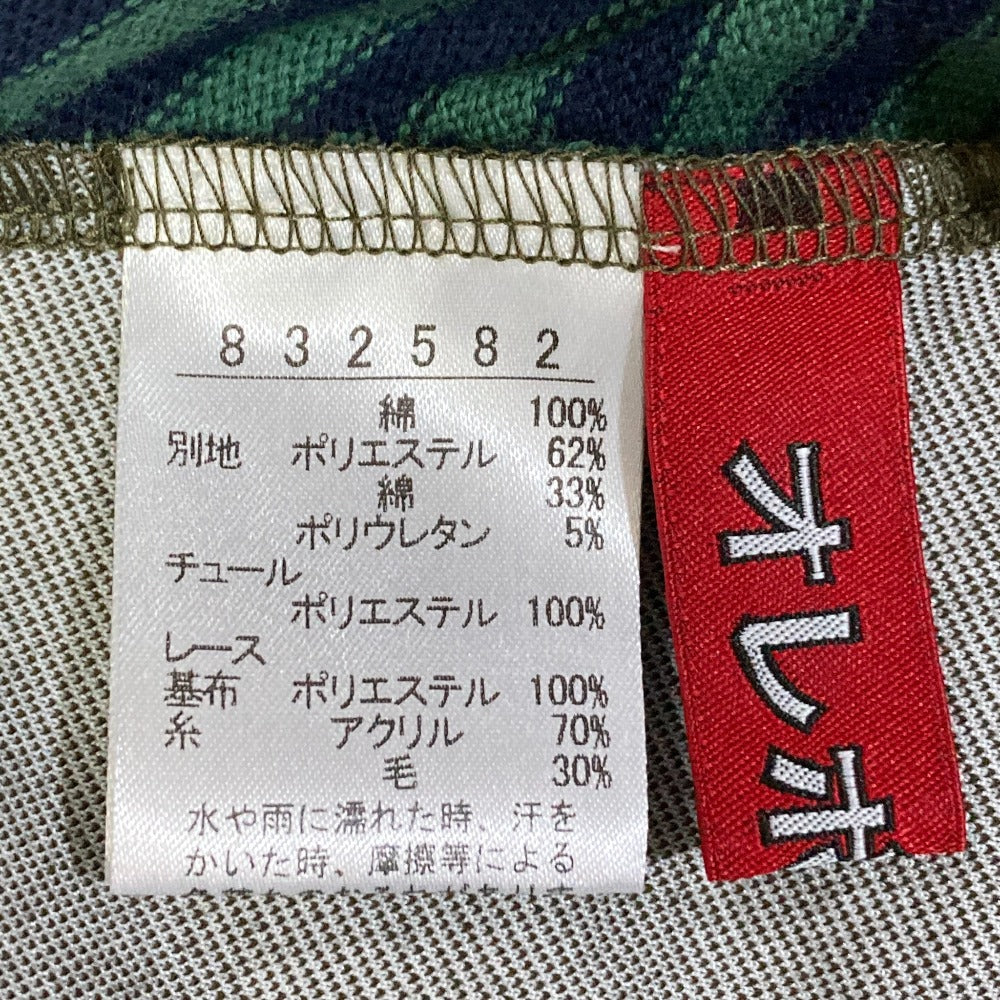 832582
綿 100%
別地 ポリエステル 62%
綿 33%
ポリウレタン 5%
チュール
ポリエステル 100%
レース
基布 ポリエステル 100%
糸 アクリル 70%
毛 30%
水や雨に濡れた時、汗を
かいた時、摩擦等による
オレオ